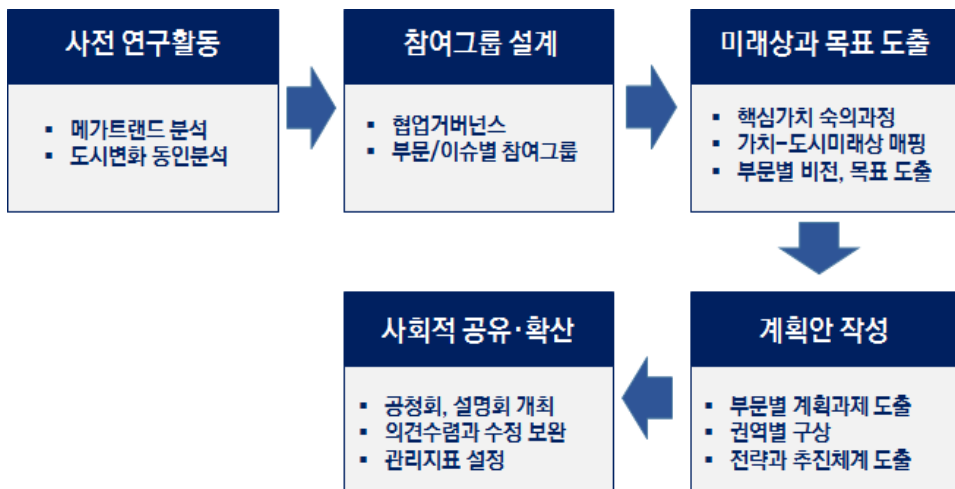 사전 연구활동
▪ 메가트랜드 분석
▪ 도시변화 동인분석
참여그룹 설계
▪ 협업거버넌스
▪ 부문/이슈별 참여그룹
미래상과 목표 도출
▪ 핵심가치 숙의과정
▪ 가치-도시미래상 매핑
▪ 부문별 비전, 목표 도출
계획안 작성
▪ 부문별 계획과제 도출
▪ 권역별 구상
▪ 전략과 추진체계 도출
사회적 공유·확산
▪ 공청회, 설명회 개최
▪ 의견수렴과 수정 보완
▪ 관리지표 설정